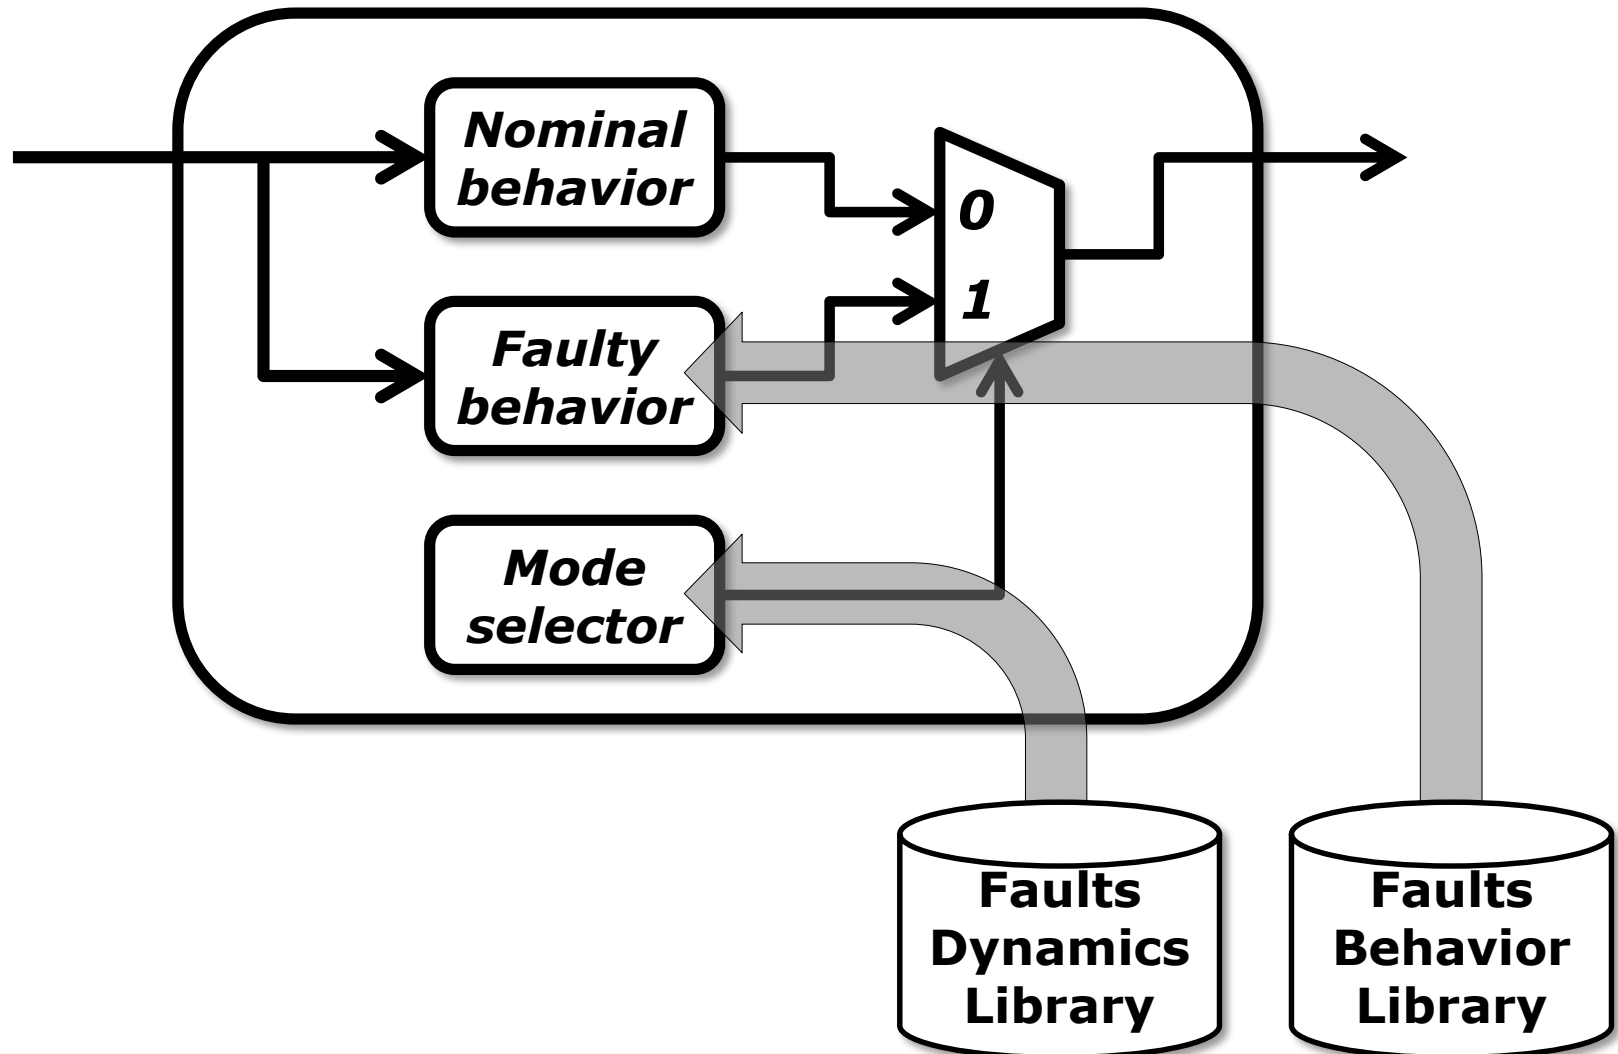 Nominal
behavior
0
1
Faulty
behavior
Mode
selector
Faults
Dynamics
Library
Faults
Behavior
Library